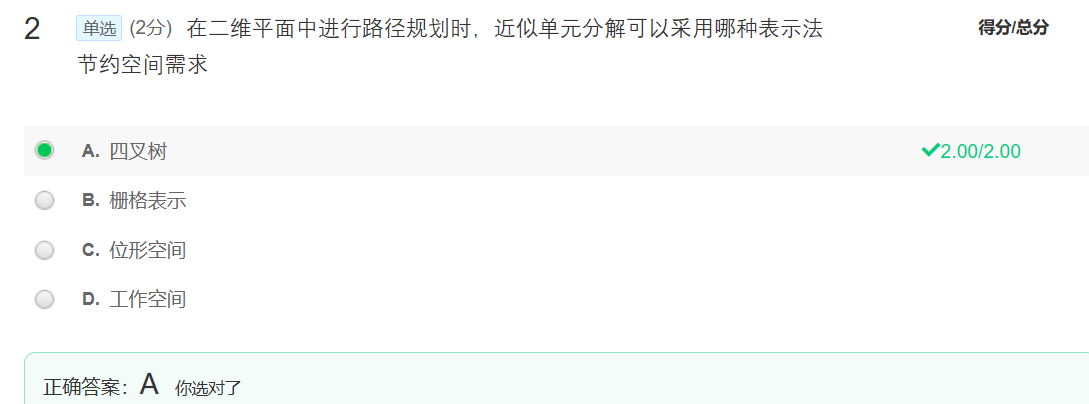 2 单选 (2分) 在二维平面中进行路径规划时，近似单元分解可以采用哪种表示法 得分/总分
节约空间需求
A. 四叉树 2.00/2.00
B. 栅格表示
C. 位形空间
D. 工作空间
正确答案：A 你选对了